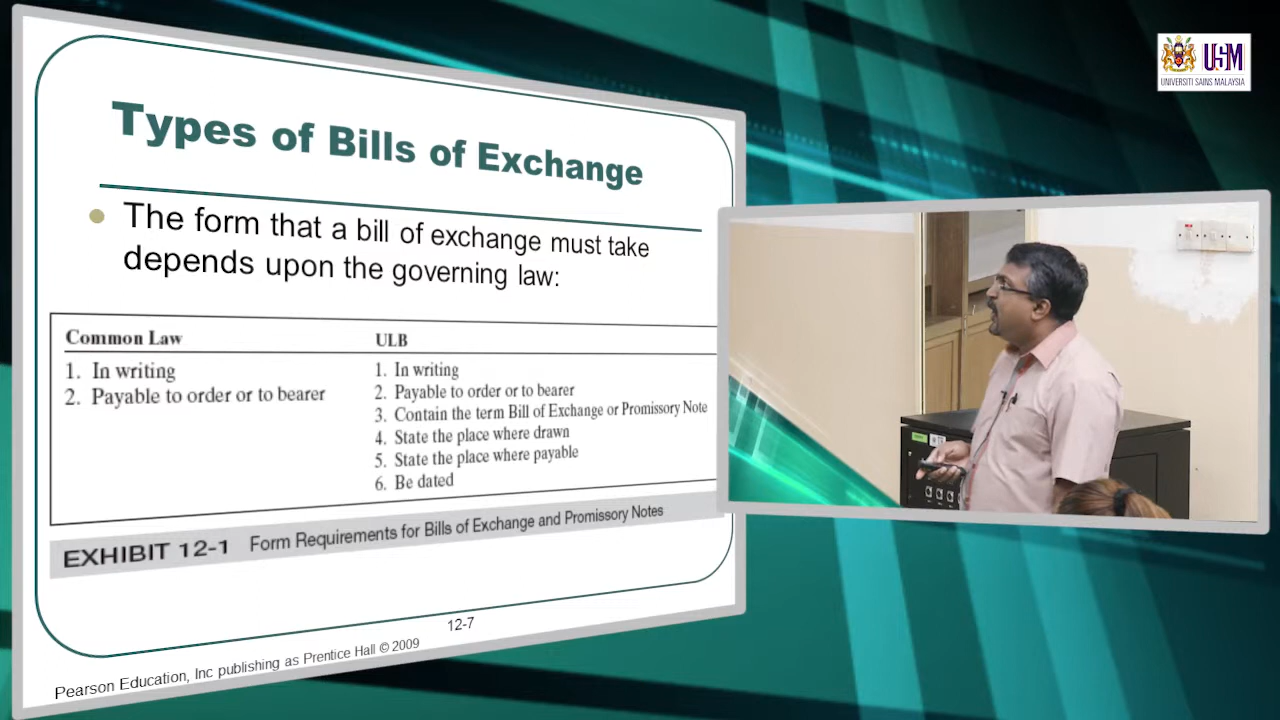 Types of Bills of Exchange
The form that a bill of exchange must take
depends upon the governing law:
Common Law
1. In writing
2. Payable to order or to bearer
ULB
1. In writing
2. Payable to order or to bearer
3. Contain the term Bill of Exchange or Promissory Note
4. State the place where drawn
5. State the place where payable
6. Be dated
EXHIBIT 12-1 Form Requirements for Bills of Exchange and Promissory Notes
12-7
Pearson Education, Inc publishing as Prentice Hall © 2009
USM
UNIVERSITI SAINS MALAYSIA